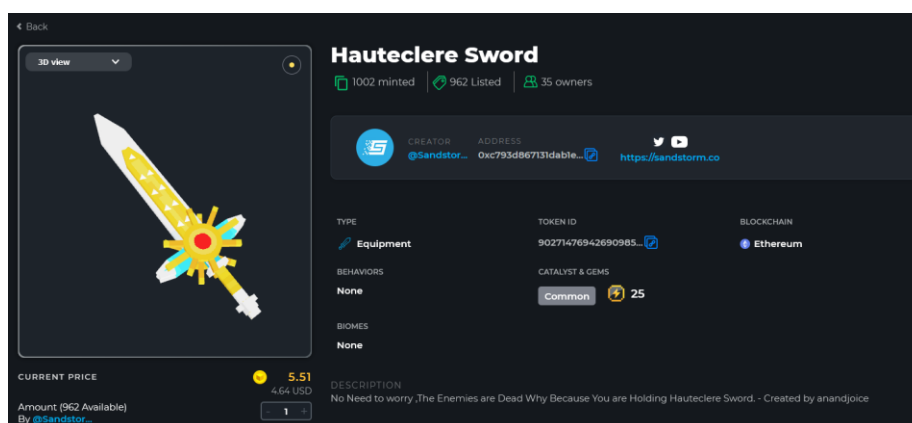 Back
3D view
Hauteclere Sword
1002 minted 962 Listed 35 owners
CREATOR ADDRESS
@Sandstor... 0xc793d867131dab1e... https://sandstorm.co
TYPE TOKEN ID BLOCKCHAIN
Equipment 90271476942690985... Ethereum
BEHAVIORS CATALYST & GEMS
None Common 25
BIOMES
None
CURRENT PRICE 5.51
4.64 USD
Amount (962 Available) - 1 +
By @Sandstor...
DESCRIPTION
No Need to worry ,The Enemies are Dead Why Because You are Holding Hauteclere Sword. - Created by anandjoice